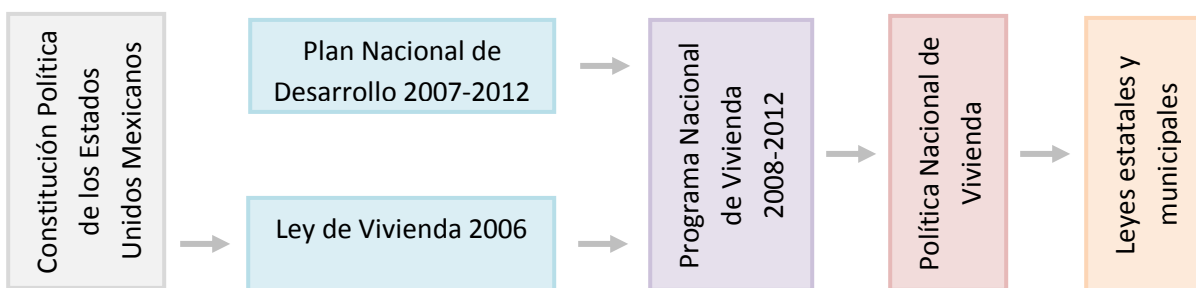 Constitución Política
de los Estados
Unidos Mexicanos
Plan Nacional de
Desarrollo 2007-2012
Ley de Vivienda 2006
Programa Nacional
de Vivienda
2008-2012
Política Nacional de
Vivienda
Leyes estatales y
municipales